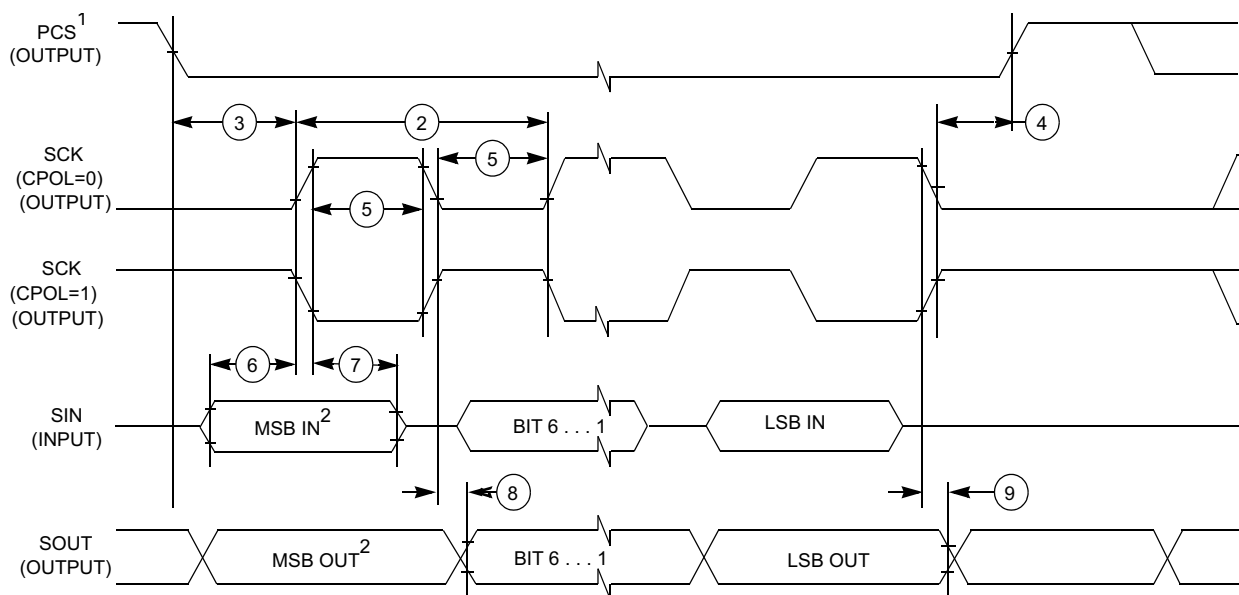 PCS1
(OUTPUT)
3
2
4
SCK
(CPOL=0)
(OUTPUT)
5
5
SCK
(CPOL=1)
(OUTPUT)
6
7
SIN
(INPUT)
MSB IN2
BIT 6 . . . 1
LSB IN
8
9
SOUT
(OUTPUT)
MSB OUT2
BIT 6 . . . 1
LSB OUT